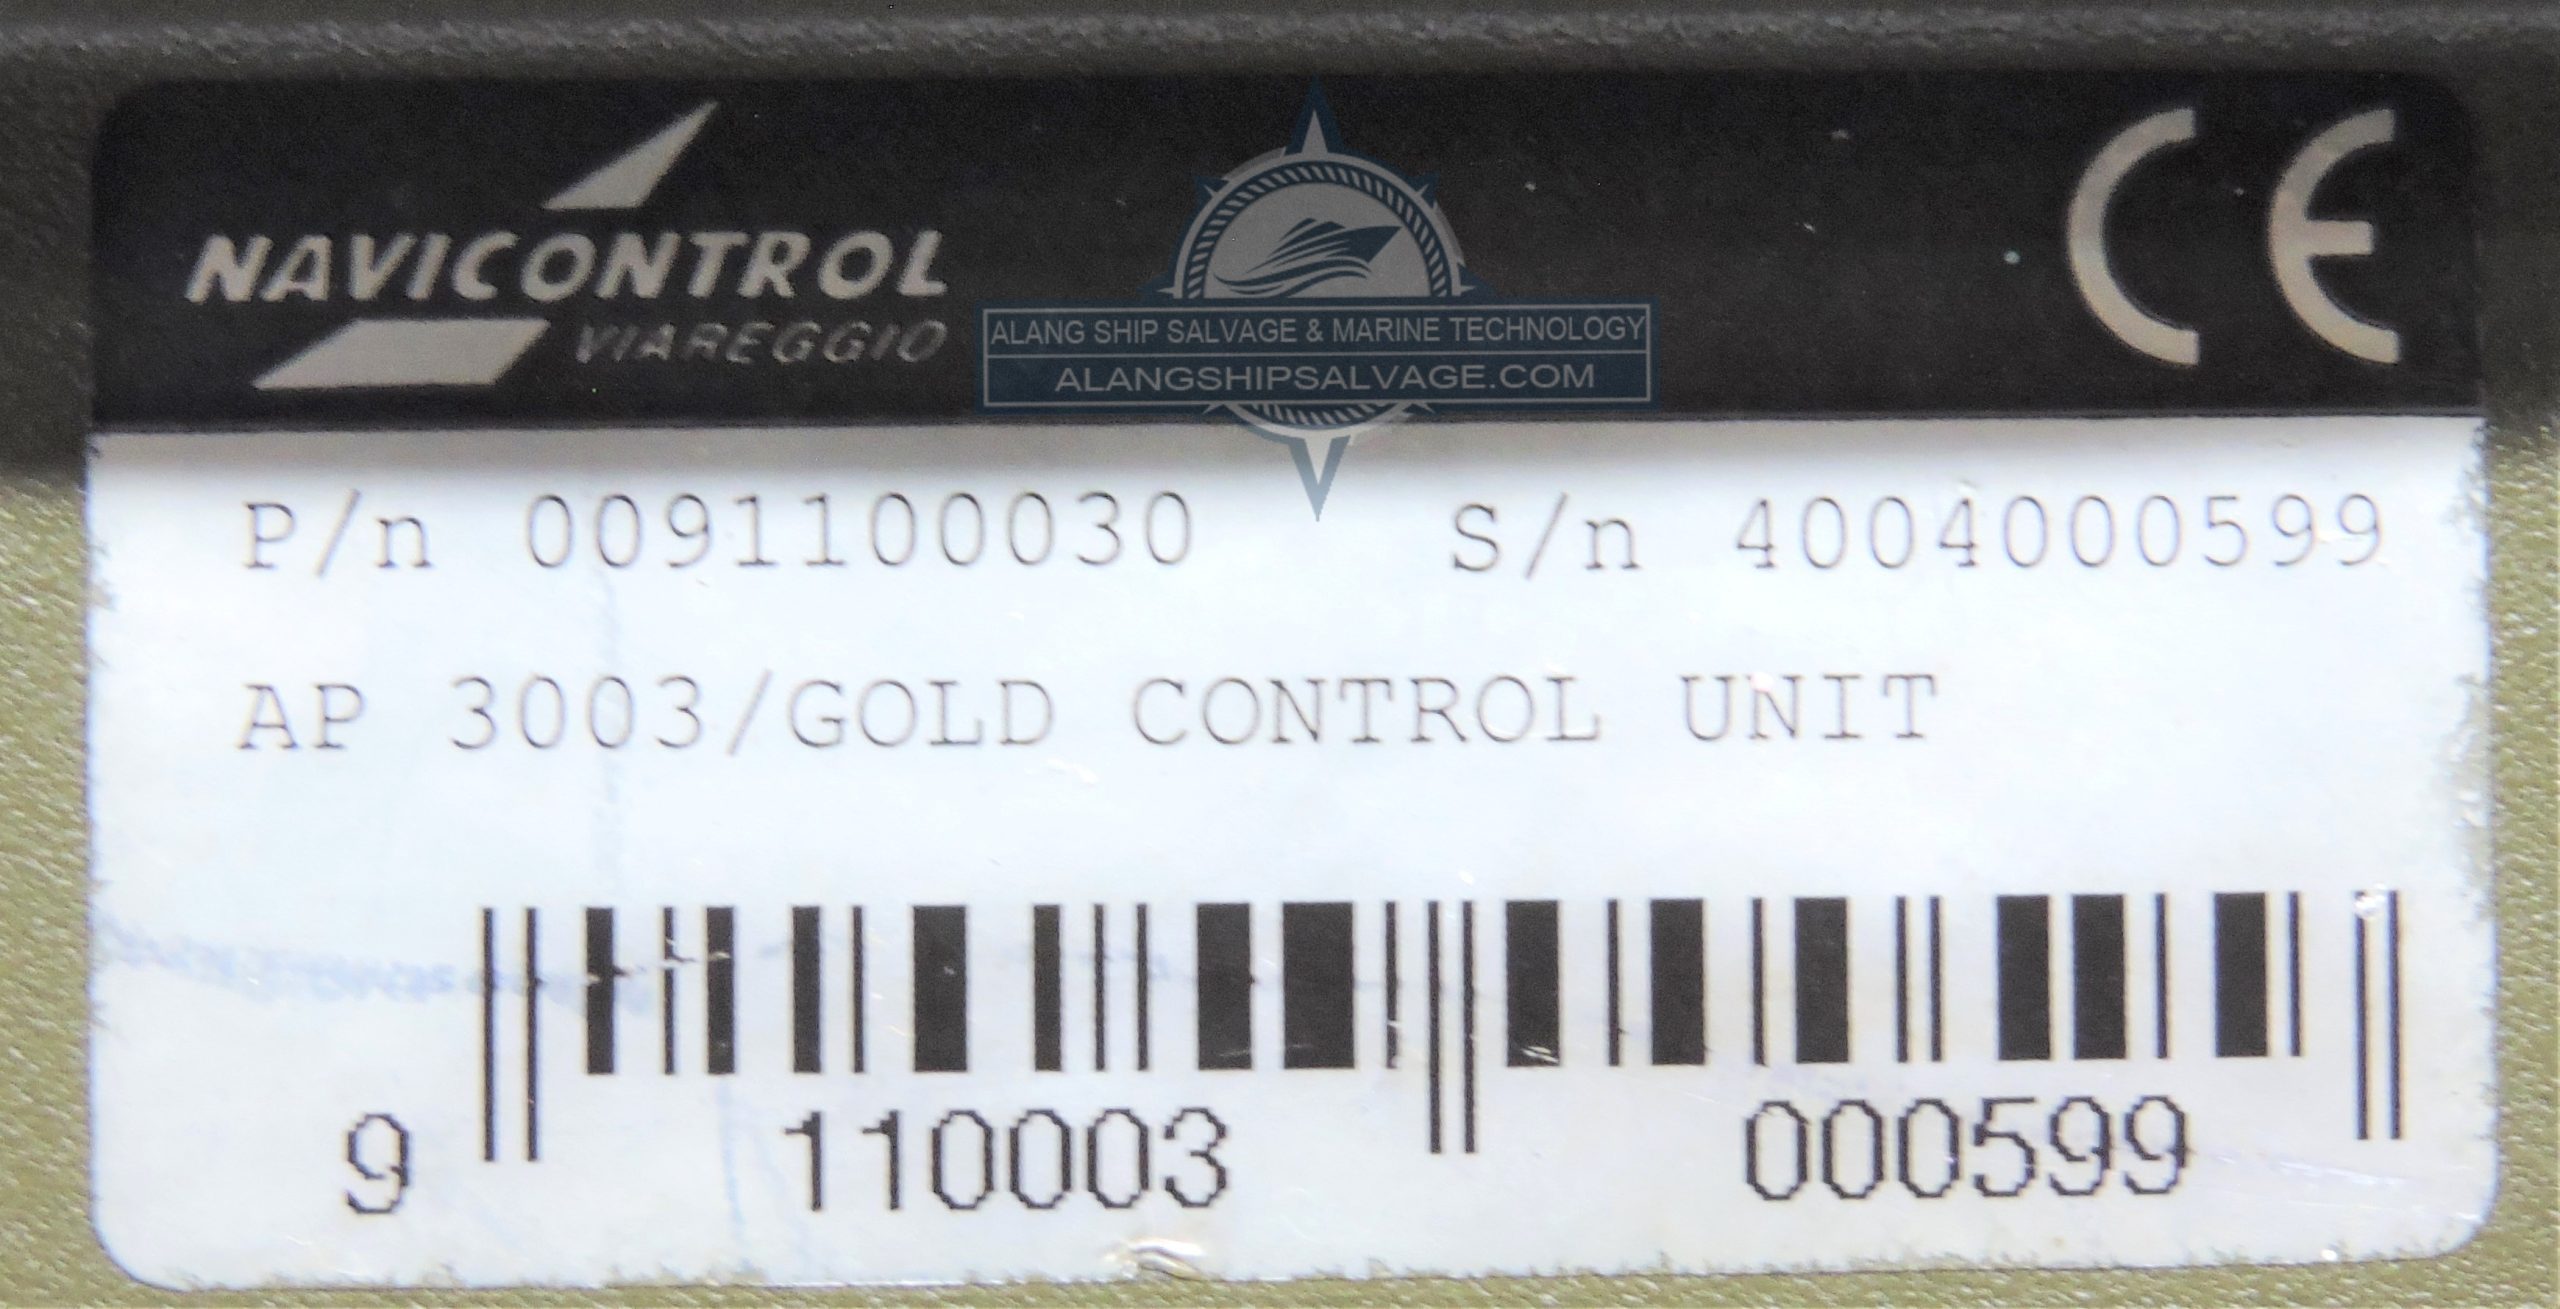 NAVICONTROL
VIAREGGIO
CE
ALANG SHIP SALVAGE & MARINE TECHNOLOGY
ALANGSHIPSALVAGE.COM
P/n 0091100030 S/n 4004000599
AP 3003/GOLD CONTROL UNIT
9 110003 000599